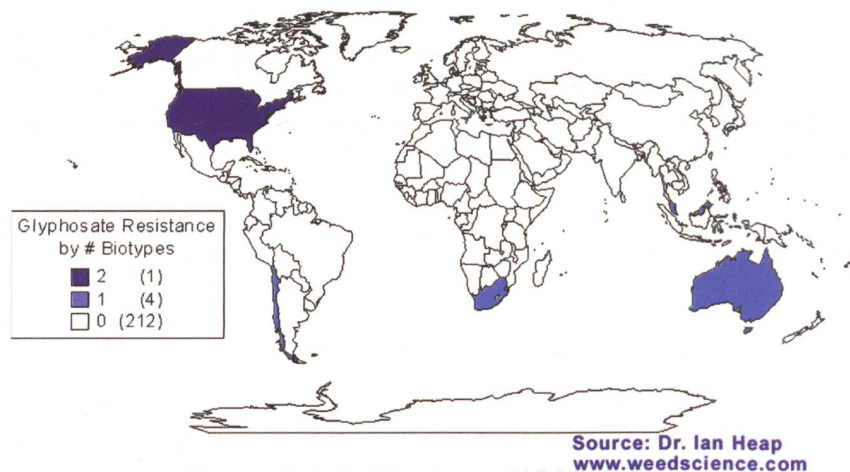 Glyphosate Resistance
by # Biotypes
2 (1)
1 (4)
0 (212)
Source: Dr. Ian Heap
www.weedscience.com